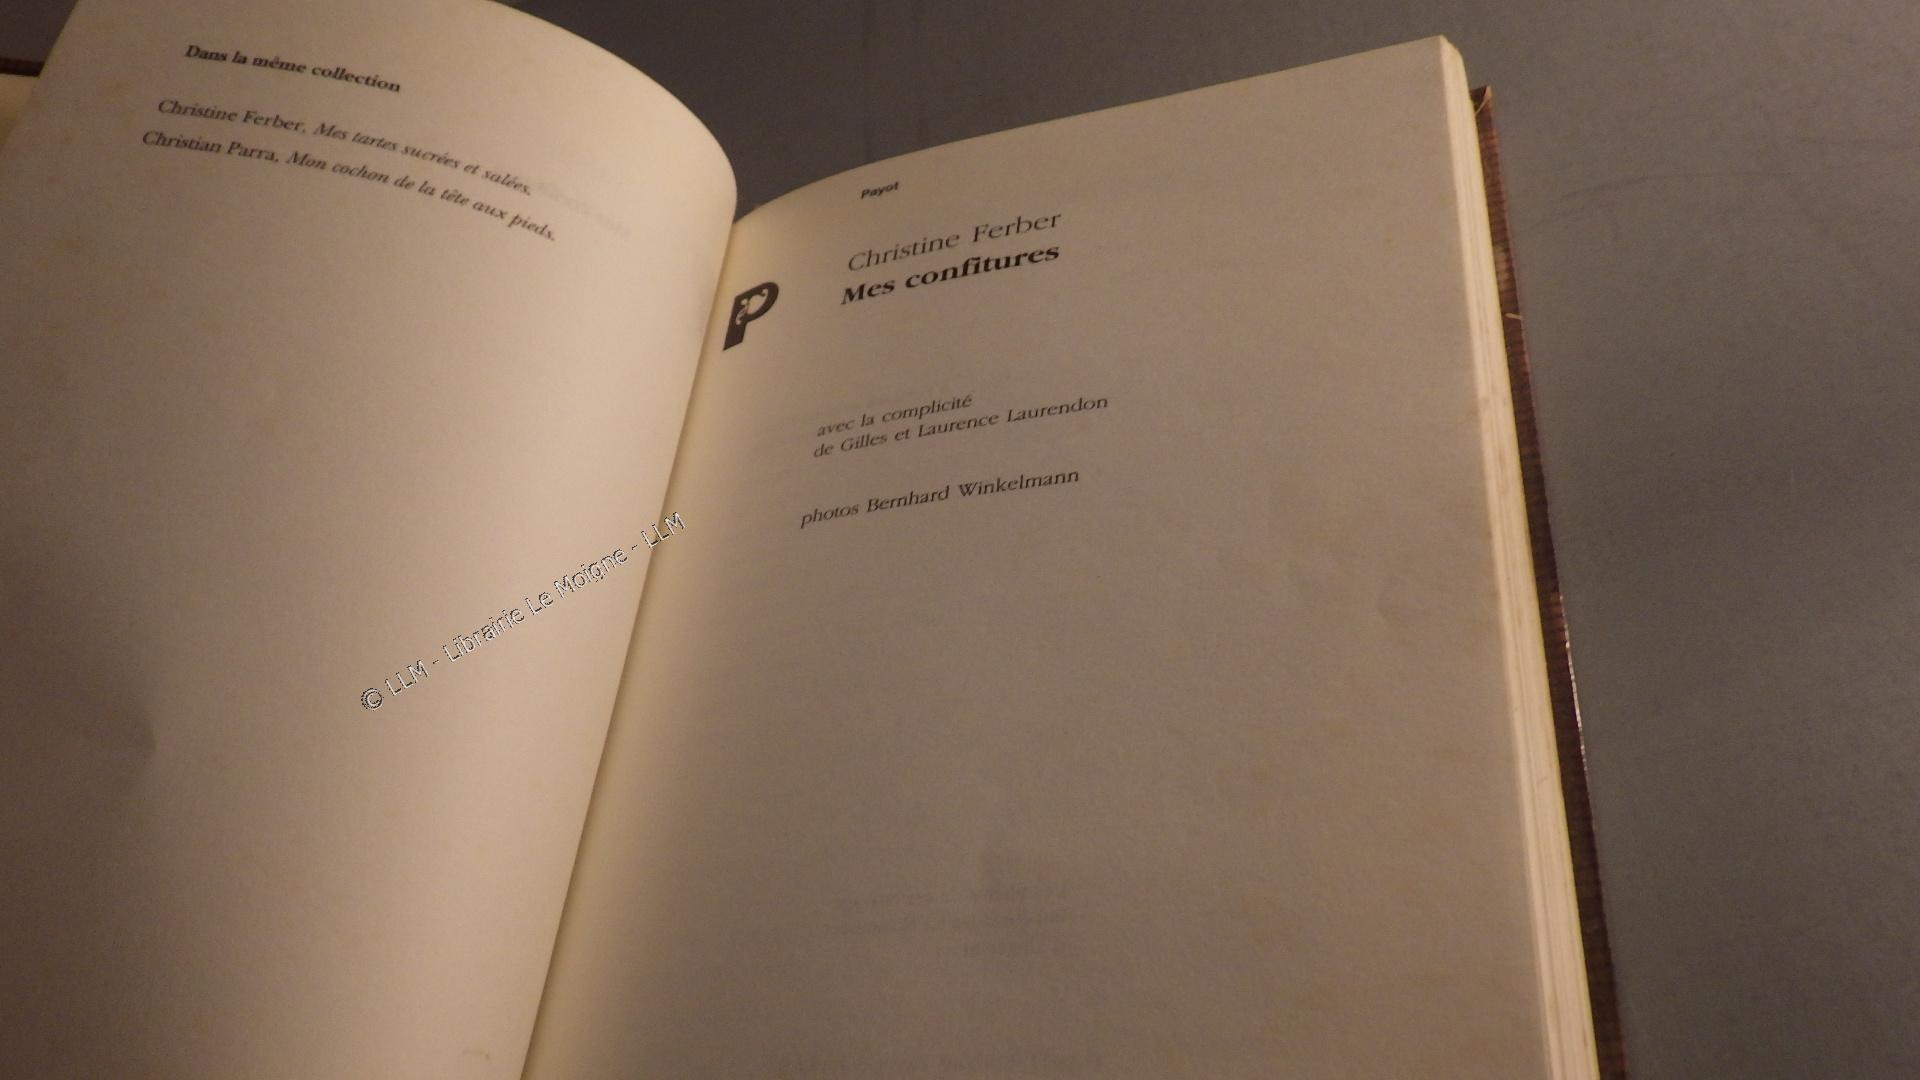 Dans la même collection
Christine Ferber, Mes tartes sucrées et salées.
Christian Parra, Mon cochon de la tête aux pieds.
Payot
Christine Ferber
Mes confitures
P
avec la complicité
de Gilles et Laurence Laurendon
photos Bernhard Winkelmann
© LLM - Librairie Le Moigne - LLM